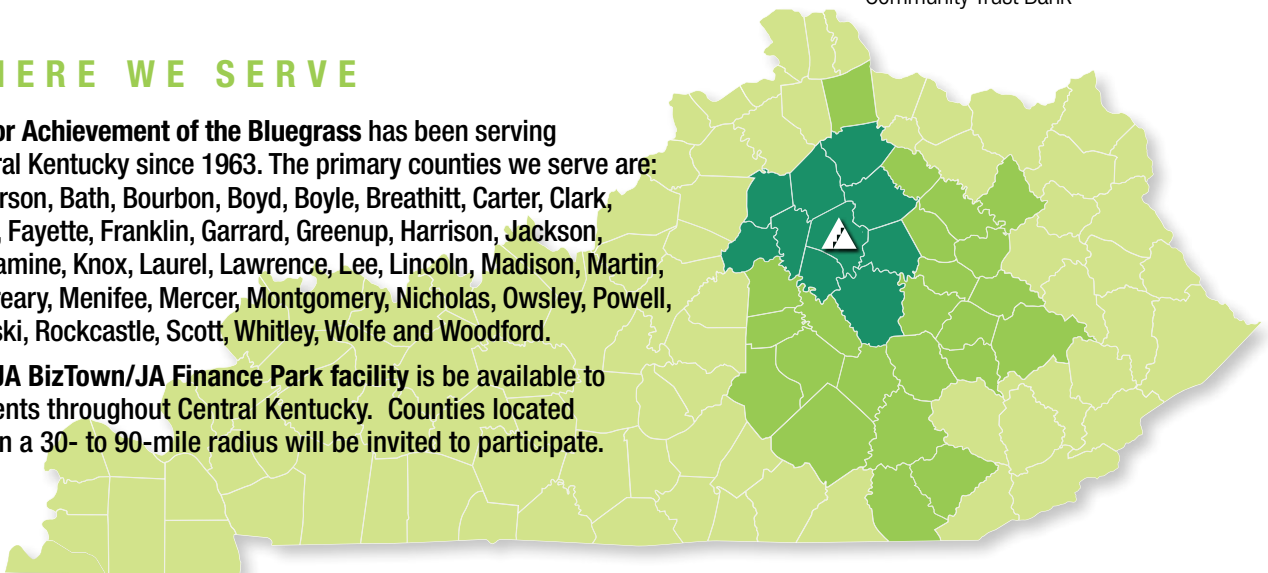 Community Trust Bank
HERE WE SERVE
or Achievement of the Bluegrass has been serving
ral Kentucky since 1963. The primary counties we serve are:
erson, Bath, Bourbon, Boyd, Boyle, Breathitt, Carter, Clark,
, Fayette, Franklin, Garrard, Greenup, Harrison, Jackson,
amine, Knox, Laurel, Lawrence, Lee, Lincoln, Madison, Martin,
reary, Menifee, Mercer, Montgomery, Nicholas, Owsley, Powell,
ski, Rockcastle, Scott, Whitley, Wolfe and Woodford.
JA BizTown/JA Finance Park facility is be available to
ents throughout Central Kentucky. Counties located
n a 30- to 90-mile radius will be invited to participate.